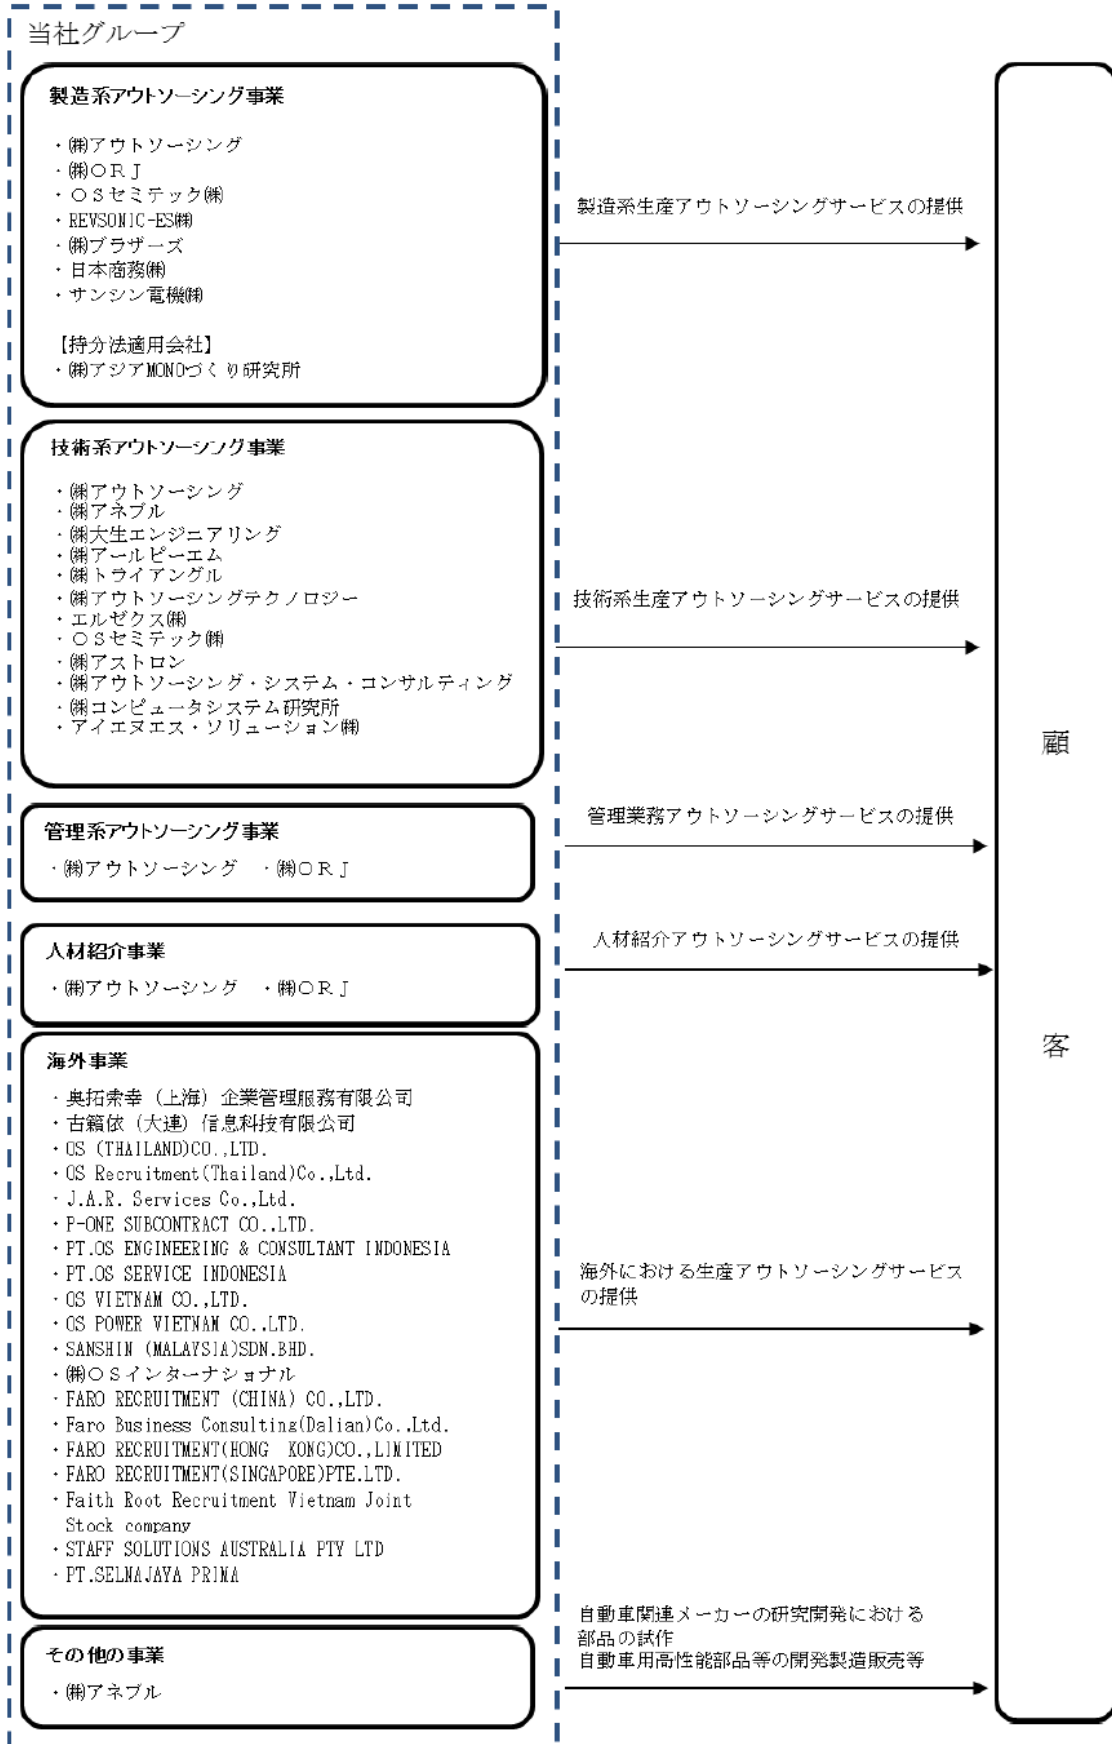 当社グループ
製造系アウトソーシング事業
・㈱アウトソーシング
・㈱ＯＲＪ
・ＯＳセミテック㈱
・REVSONIC-ES㈱
・㈱ブラザーズ
・日本商務㈱
・サンシン電機㈱
【持分法適用会社】
・㈱アジアMONOづくり研究所
製造系生産アウトソーシングサービスの提供
技術系アウトソーシング事業
・㈱アウトソーシング
・㈱アネブル
・㈱大生エンジニアリング
・㈱アールピーエム
・㈱トライアングル
・㈱アウトソーシングテクノロジー
・エルゼクス㈱
・ＯＳセミテック㈱
・㈱アストロン
・㈱アウトソーシング・システム・コンサルティング
・㈱コンピュータシステム研究所
・アイエヌエス・ソリューション㈱
技術系生産アウトソーシングサービスの提供
管理系アウトソーシング事業
・㈱アウトソーシング　・㈱ＯＲＪ
管理業務アウトソーシングサービスの提供
人材紹介事業
・㈱アウトソーシング　・㈱ＯＲＪ
人材紹介アウトソーシングサービスの提供
海外事業
・奥拓索幸（上海）企業管理服務有限公司
・古籟依（大連）信息科技有限公司
・OS (THAILAND)CO.,LTD.
・OS Recruitment(Thailand)Co.,Ltd.
・J.A.R. Services Co.,Ltd.
・P-ONE SUBCONTRACT CO.,LTD.
・PT.OS ENGINEERING & CONSULTANT INDONESIA
・PT.OS SERVICE INDONESIA
・OS VIETNAM CO.,LTD.
・OS POWER VIETNAM CO.,LTD.
・SANSHIN (MALAYSIA)SDN.BHD.
・㈱ＯＳインターナショナル
・FARO RECRUITMENT (CHINA) CO.,LTD.
・Faro Business Consulting(Dalian)Co.,Ltd.
・FARO RECRUITMENT(HONG KONG)CO.,LIMITED
・FARO RECRUITMENT(SINGAPORE)PTE.LTD.
・Faith Root Recruitment Vietnam Joint
Stock company
・STAFF SOLUTIONS AUSTRALIA PTY LTD
・PT.SELNAJAYA PRIMA
海外における生産アウトソーシングサービス
の提供
その他の事業
・㈱アネブル
自動車関連メーカーの研究開発における
部品の試作
自動車用高性能部品等の開発製造販売等
顧
客